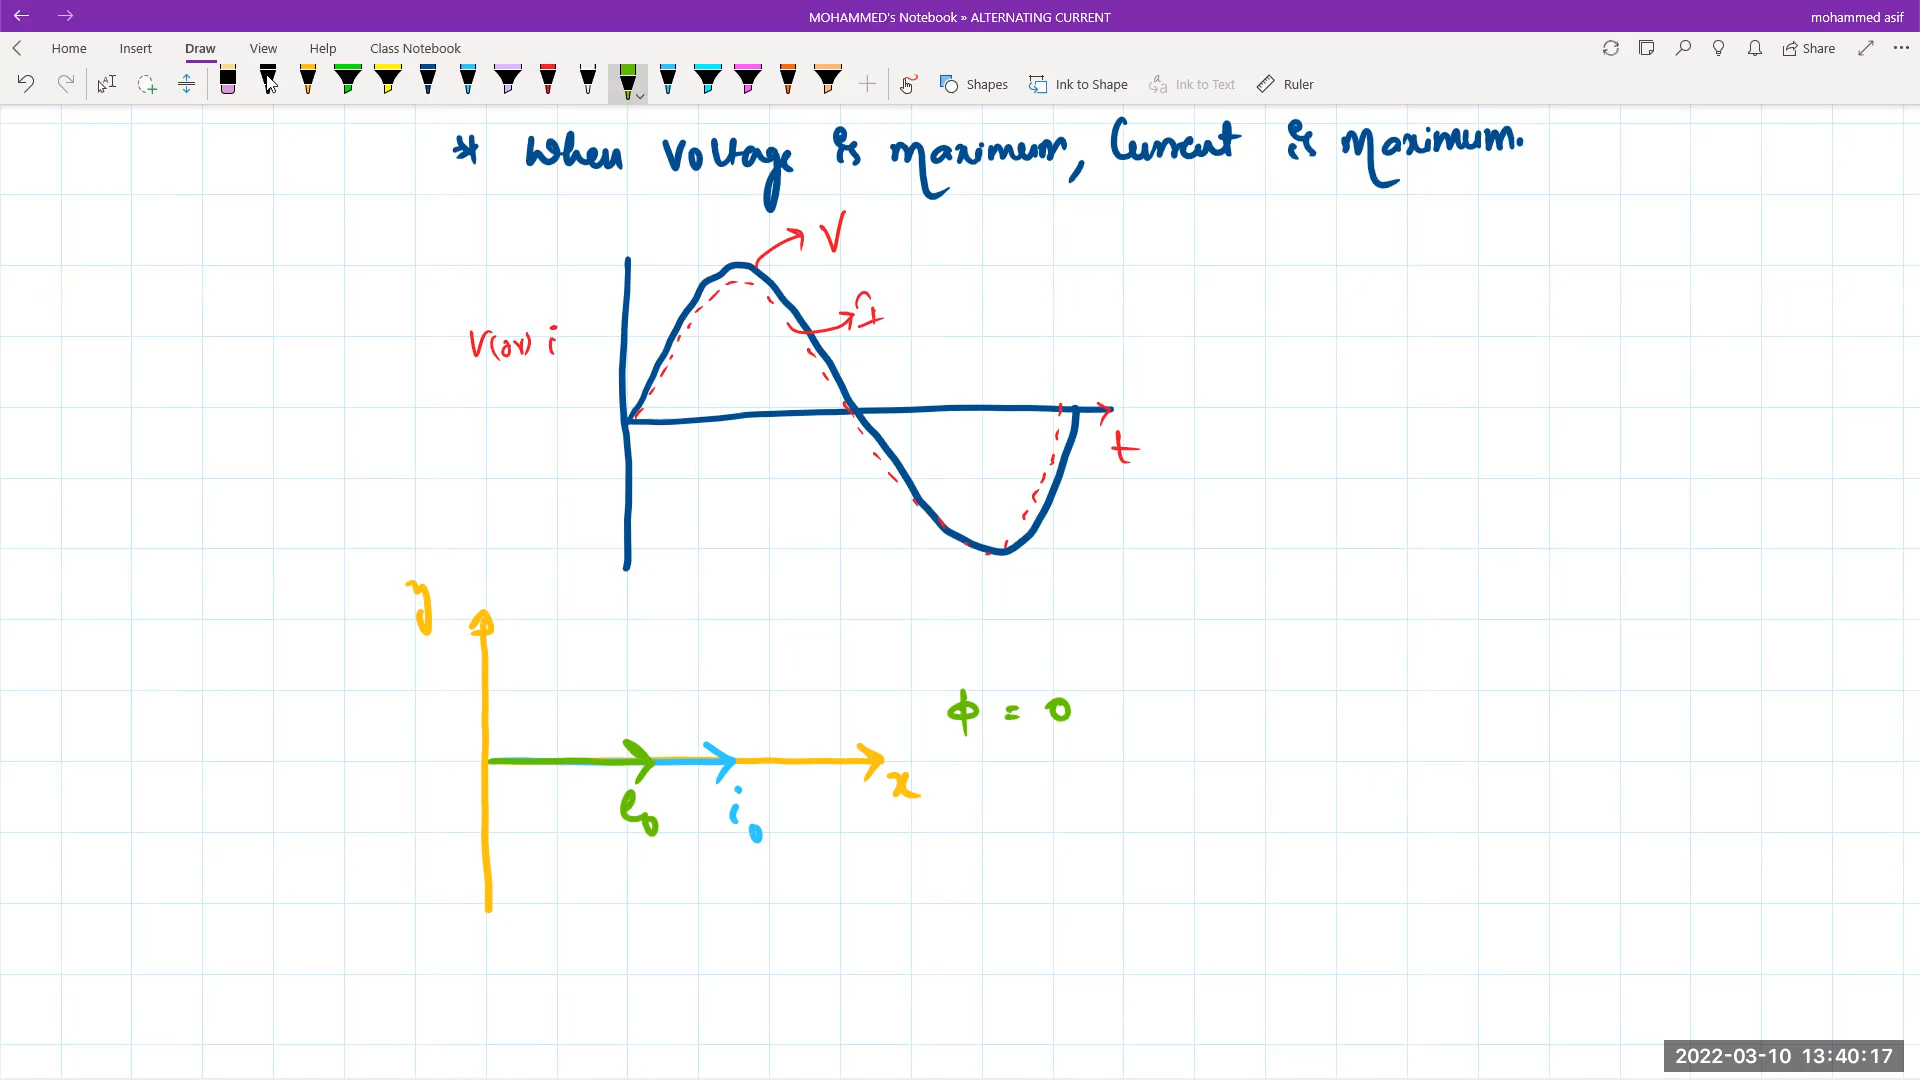 MOHAMMED's Notebook » ALTERNATING CURRENT
mohammed asif
Home Insert Draw View Help Class Notebook
Share
Shapes Ink to Shape Ink to Text Ruler
* When Voltage is maximum, Current is maximum.
V
I
V(or) i
t
y
ϕ = 0
x
e₀
i₀
2022-03-10 13:40:17